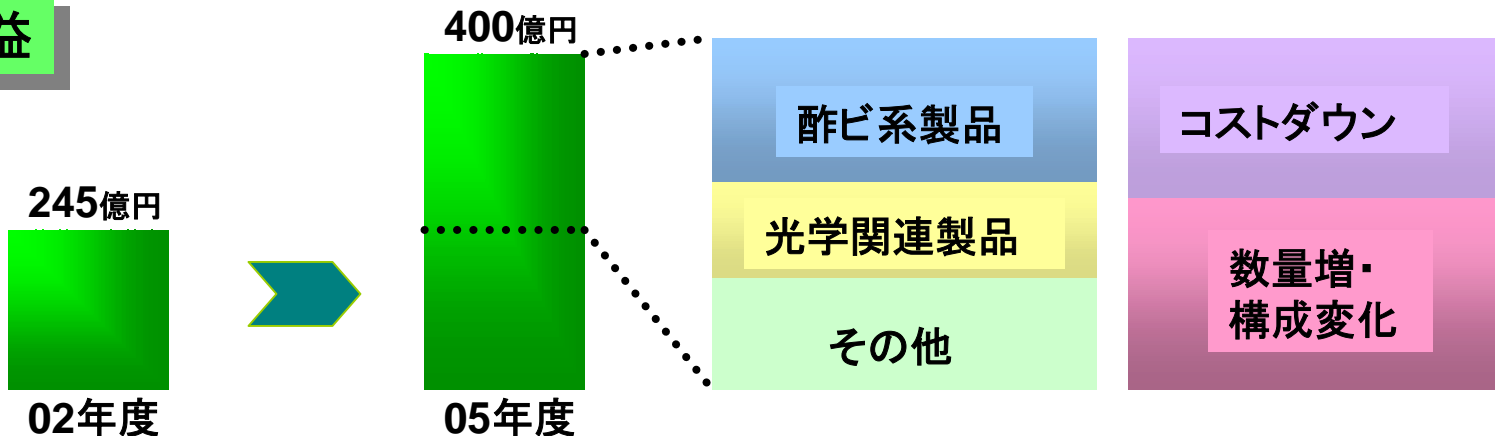 益
400億円
245億円
酢ビ系製品
光学関連製品
その他
コストダウン
数量増・
構成変化
02年度
05年度